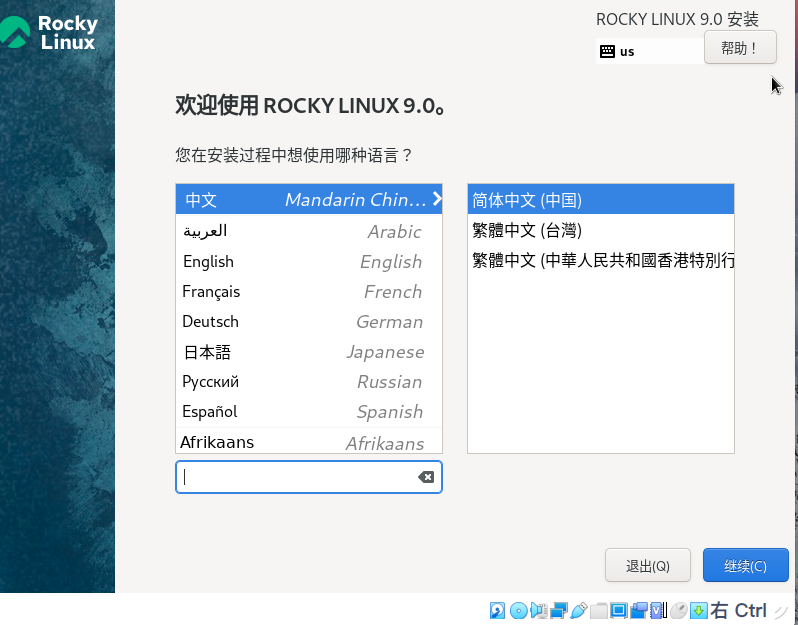 Rocky
Linux
ROCKY LINUX 9.0 安装
us
帮助！
欢迎使用 ROCKY LINUX 9.0。
您在安装过程中想使用哪种语言？
中文 Mandarin Chin...
العربية Arabic
English English
Français French
Deutsch German
日本語 Japanese
Русский Russian
Español Spanish
Afrikaans Afrikaans
简体中文 (中国)
繁體中文 (台灣)
繁體中文 (中華人民共和國香港特別行
退出(Q)
继续(C)
右 Ctrl